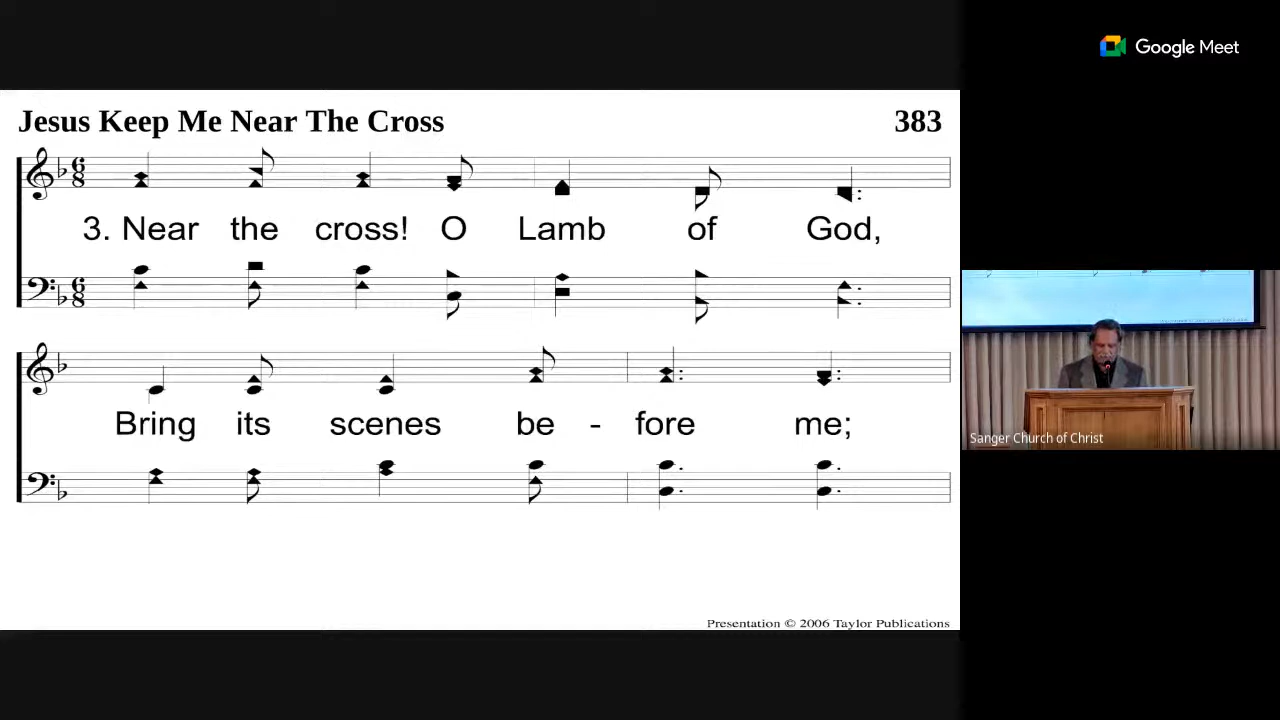 Google Meet
Jesus Keep Me Near The Cross 383
3. Near the cross! O Lamb of God,
Bring its scenes be - fore me;
Presentation © 2006 Taylor Publications
Sanger Church of Christ